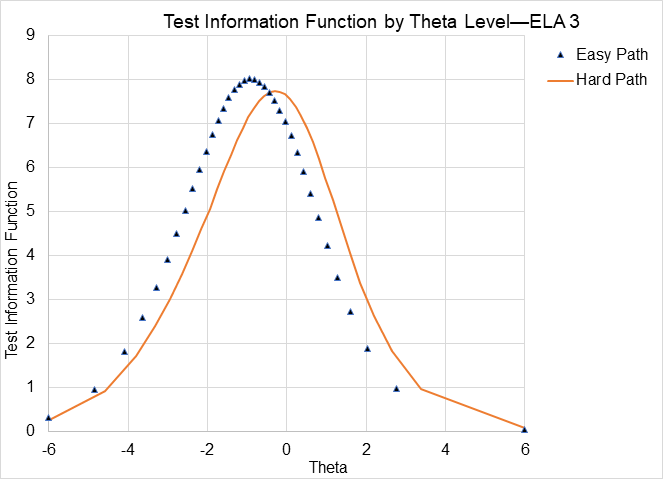 Test Information Function by Theta Level—ELA 3
9
8
7
6
5
4
3
2
1
0
Test Information Function
-6 -4 -2 0 2 4 6
Theta
Easy Path
Hard Path